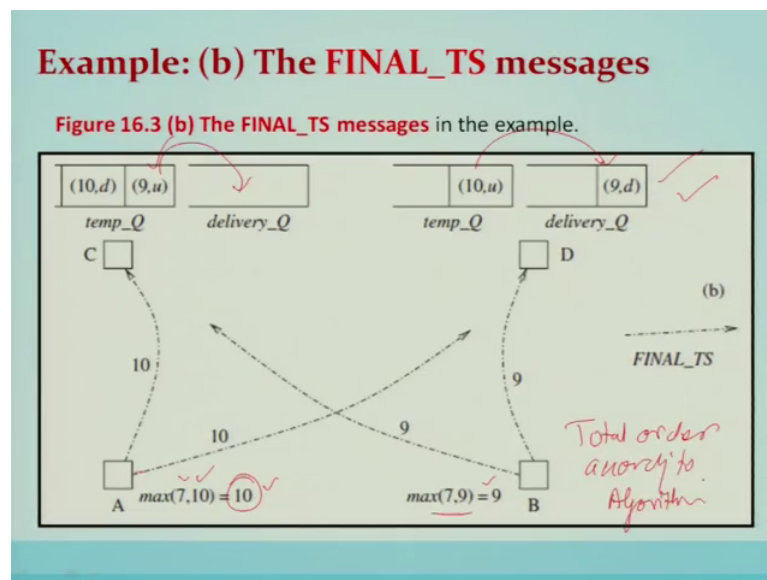 Example: (b) The FINAL_TS messages
Figure 16.3 (b) The FINAL_TS messages in the example.
(10,d) (9,u) (10,u) (9,d)
temp_Q delivery_Q temp_Q delivery_Q
C D
(b)
10 9 FINAL_TS
10 9
Total order
to
Algorithm
A max(7,10) = 10 max(7,9) = 9 B